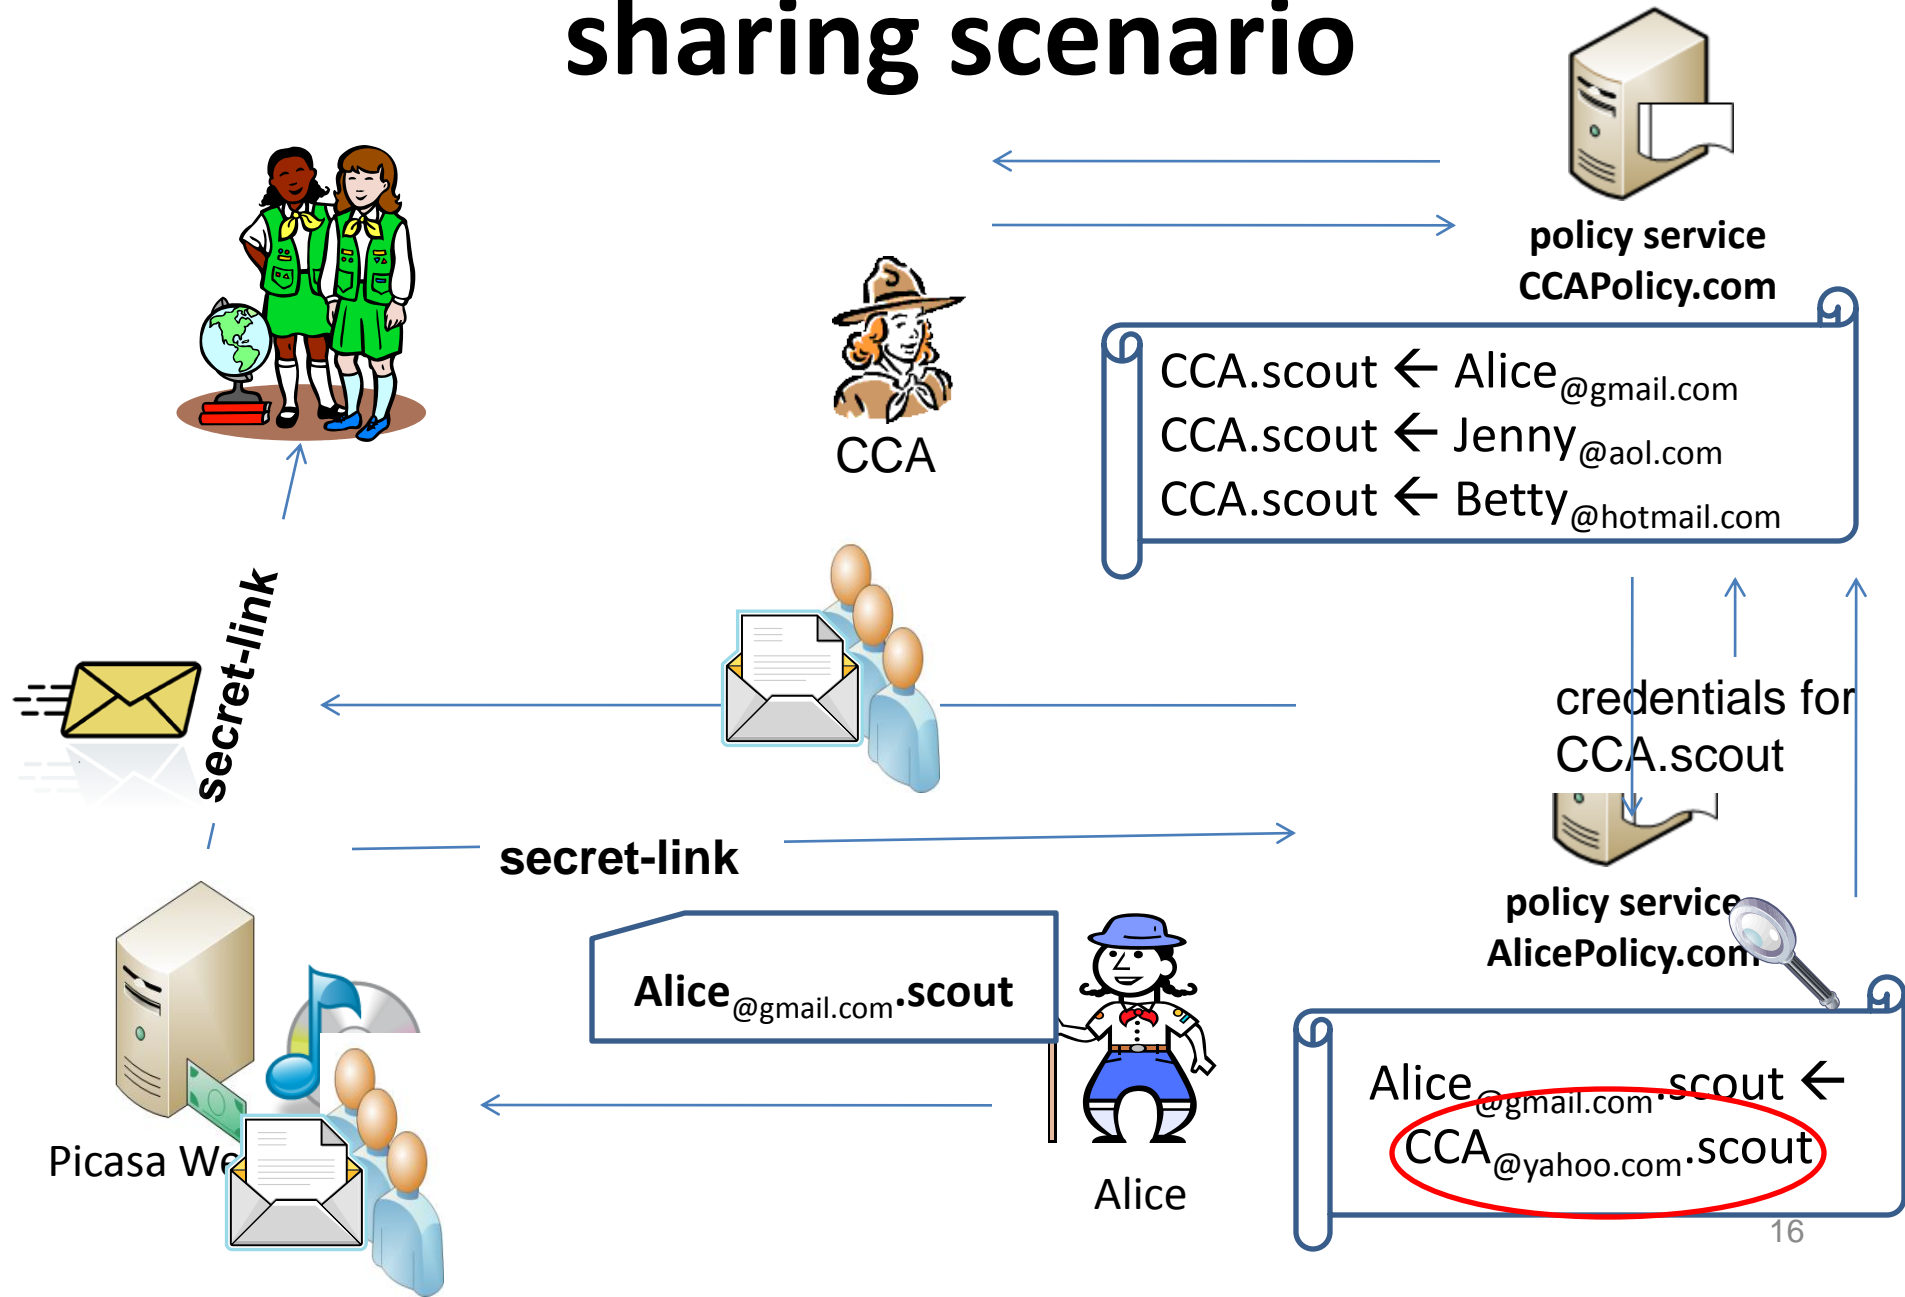 sharing scenario
policy service
CCAPolicy.com
CCA.scout ← Alice@gmail.com
CCA.scout ← Jenny@aol.com
CCA.scout ← Betty@hotmail.com
CCA
secret-link
credentials for
CCA.scout
secret-link
policy service
AlicePolicy.com
Alice@gmail.com.scout
Alice@gmail.com.scout ←
CCA@yahoo.com.scout
Picasa
Alice
16